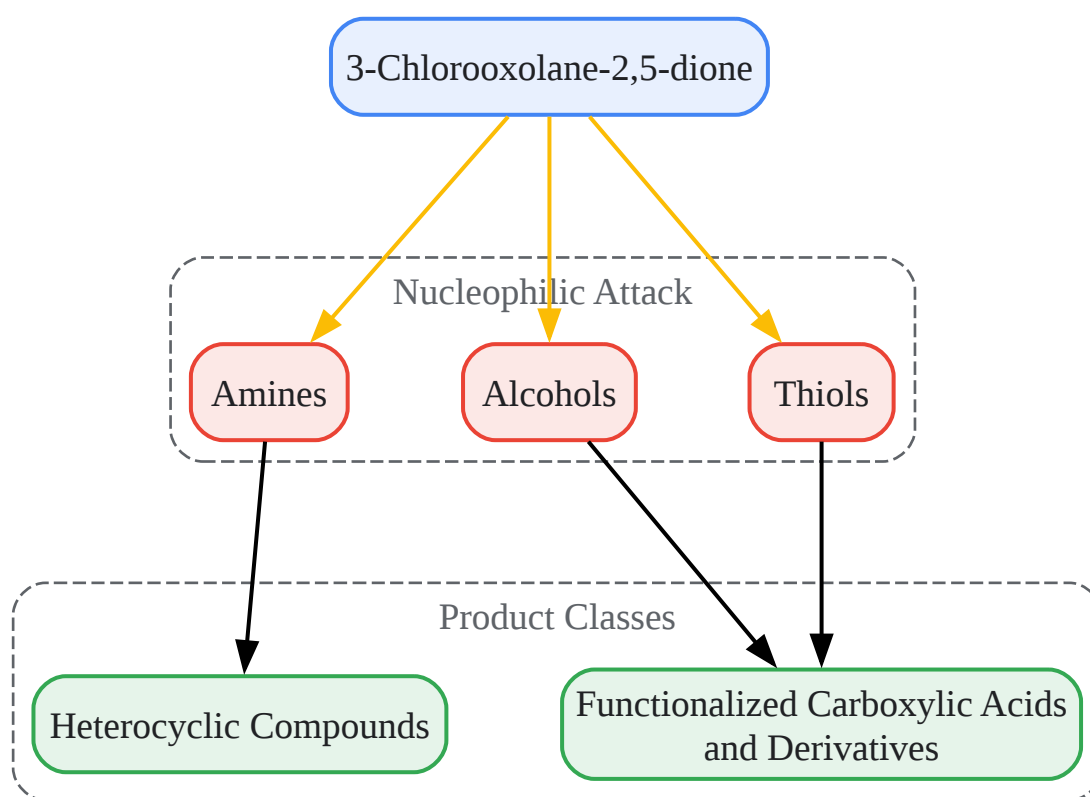 3-Chlorooxolane-2,5-dione
Nucleophilic Attack
Amines
Alcohols
Thiols
Product Classes
Heterocyclic Compounds
Functionalized Carboxylic Acids
and Derivatives